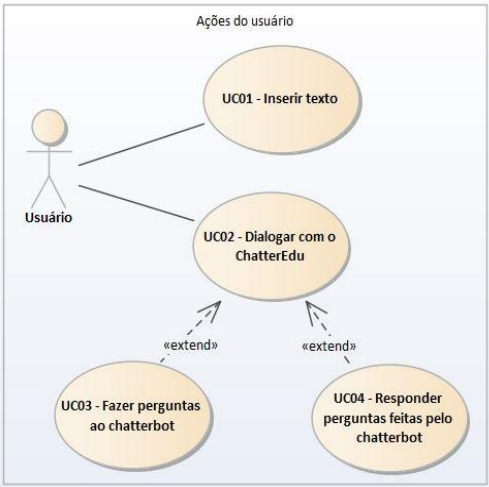 Ações do usuário
UC01 - Inserir texto
Usuário
UC02 - Dialogar com o
ChatterEdu
«extend»
«extend»
UC03 - Fazer perguntas
ao chatterbot
UC04 - Responder
perguntas feitas pelo
chatterbot